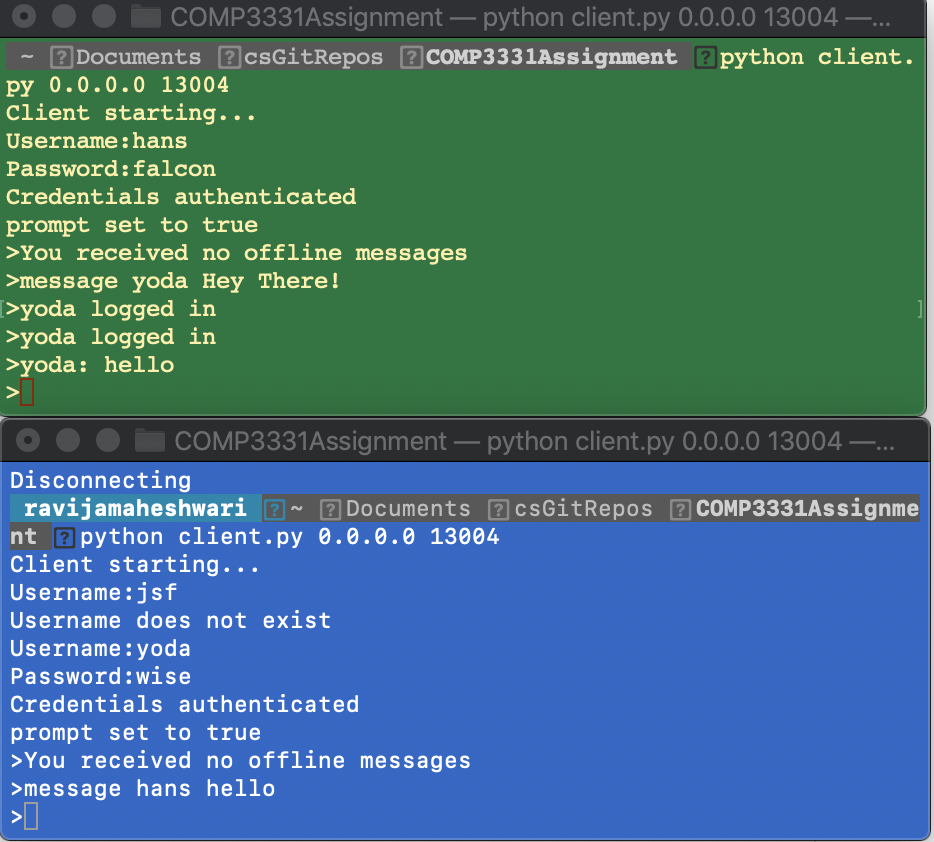 COMP3331Assignment — python client.py 0.0.0.0 13004 —...
~ ?Documents ?csGitRepos ?COMP3331Assignment ?python client.
py 0.0.0.0 13004
Client starting...
Username:hans
Password:falcon
Credentials authenticated
prompt set to true
>You received no offline messages
>message yoda Hey There!
[>yoda logged in ]
>yoda logged in
>yoda: hello
>
COMP3331Assignment — python client.py 0.0.0.0 13004 —...
Disconnecting
ravijamaheshwari ?~ ?Documents ?csGitRepos ?COMP3331Assignme
nt ?python client.py 0.0.0.0 13004
Client starting...
Username:jsf
Username does not exist
Username:yoda
Password:wise
Credentials authenticated
prompt set to true
>You received no offline messages
>message hans hello
>